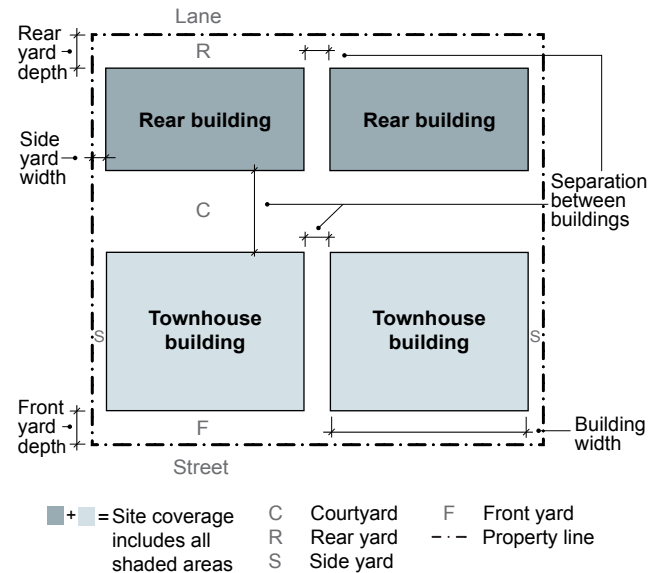 Lane
Rear
yard
depth
R
Rear building
Rear building
Side
yard
width
Separation
between
buildings
C
Townhouse
building
Townhouse
building
S
S
Front
yard
depth
F
Building
width
Street
+ = Site coverage
includes all
shaded areas
C Courtyard
R Rear yard
S Side yard
F Front yard
Property line